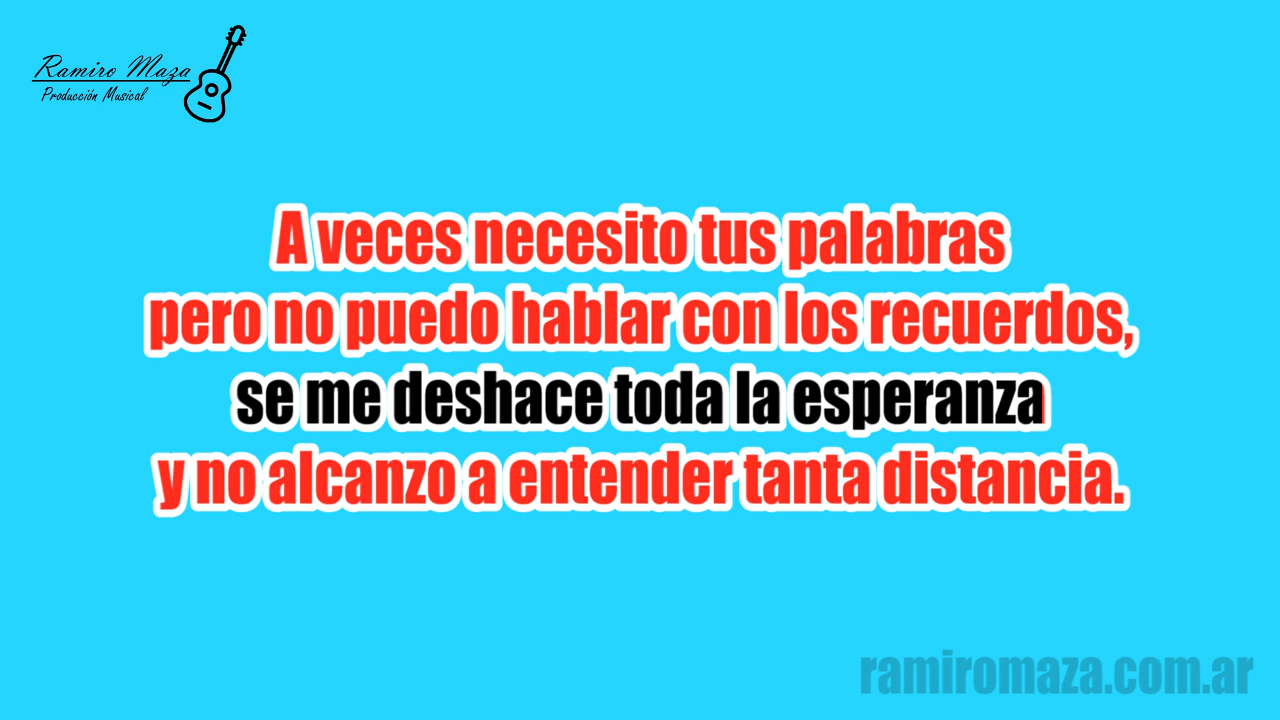 Ramiro Maza
Producción Musical
A veces necesito tus palabras
pero no puedo hablar con los recuerdos,
se me deshace toda la esperanza
y no alcanzo a entender tanta distancia.
ramiromaza.com.ar